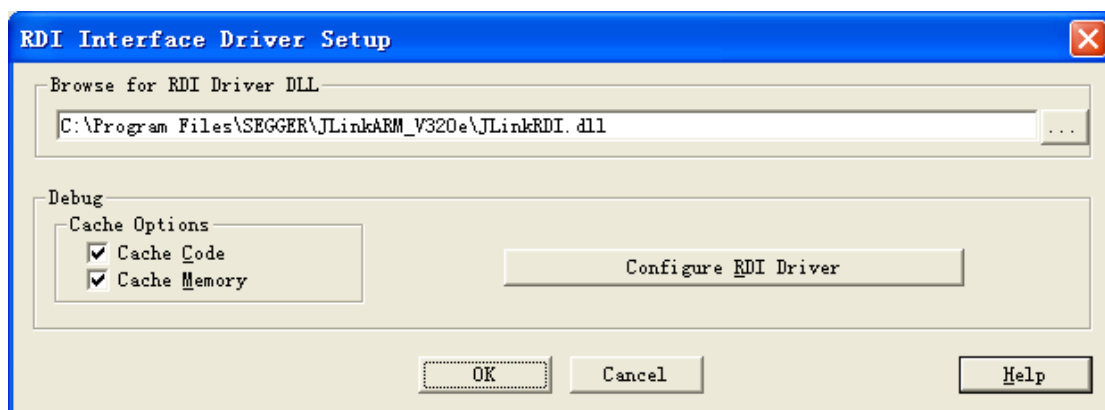 RDI Interface Driver Setup
Browse for RDI Driver DLL
C:\Program Files\SEGGER\JLinkARM_V320e\JLinkRDI.dll
...
Debug
Cache Options
Cache Code
Cache Memory
Configure RDI Driver
OK
Cancel
Help